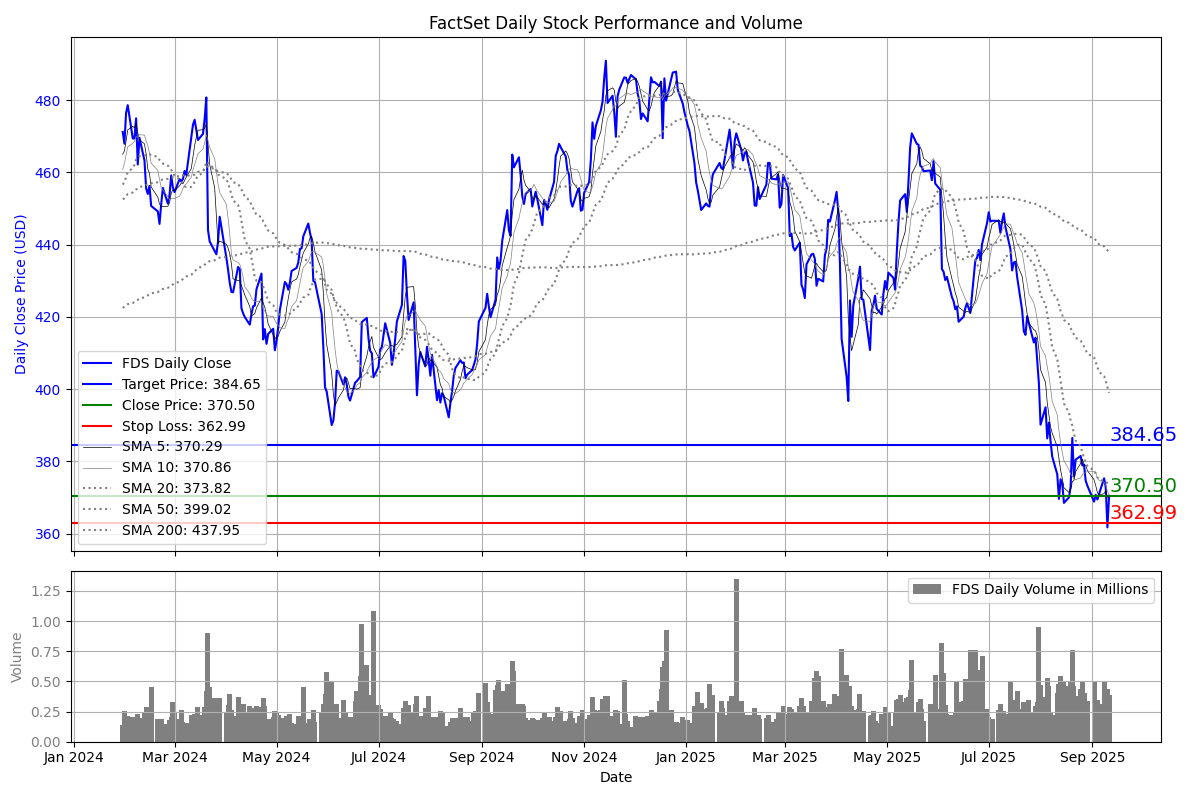 FactSet Daily Stock Performance and Volume
Daily Close Price (USD)
480
460
440
420
400
380
360
FDS Daily Close
Target Price: 384.65
Close Price: 370.50
Stop Loss: 362.99
SMA 5: 370.29
SMA 10: 370.86
SMA 20: 373.82
SMA 50: 399.02
SMA 200: 437.95
384.65
370.50
362.99
Volume
1.25
1.00
0.75
0.50
0.25
0.00
FDS Daily Volume in Millions
Jan 2024 Mar 2024 May 2024 Jul 2024 Sep 2024 Nov 2024 Jan 2025 Mar 2025 May 2025 Jul 2025 Sep 2025
Date